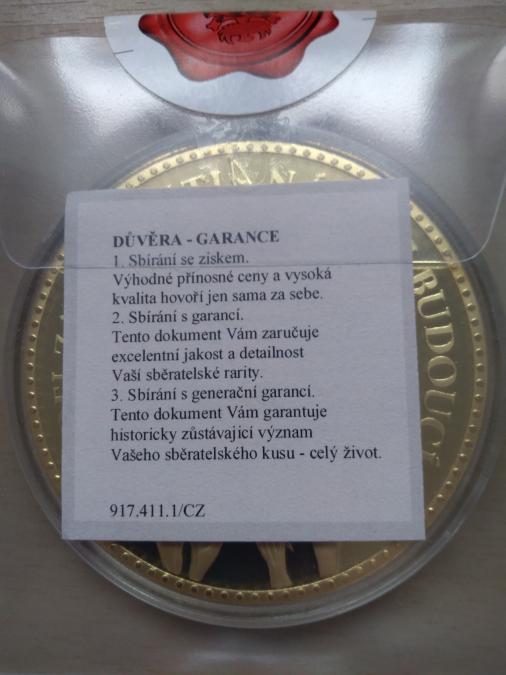 DŮVĚRA - GARANCE
1. Sbírání se ziskem.
Výhodné přínosné ceny a vysoká
kvalita hovoří jen sama za sebe.
2. Sbírání s garancí.
Tento dokument Vám zaručuje
excelentní jakost a detailnost
Vaší sběratelské rarity.
3. Sbírání s generační garancí.
Tento dokument Vám garantuje
historicky zůstávající význam
Vašeho sběratelského kusu - celý život.
917.411.1/CZ
BUDOUCÍ